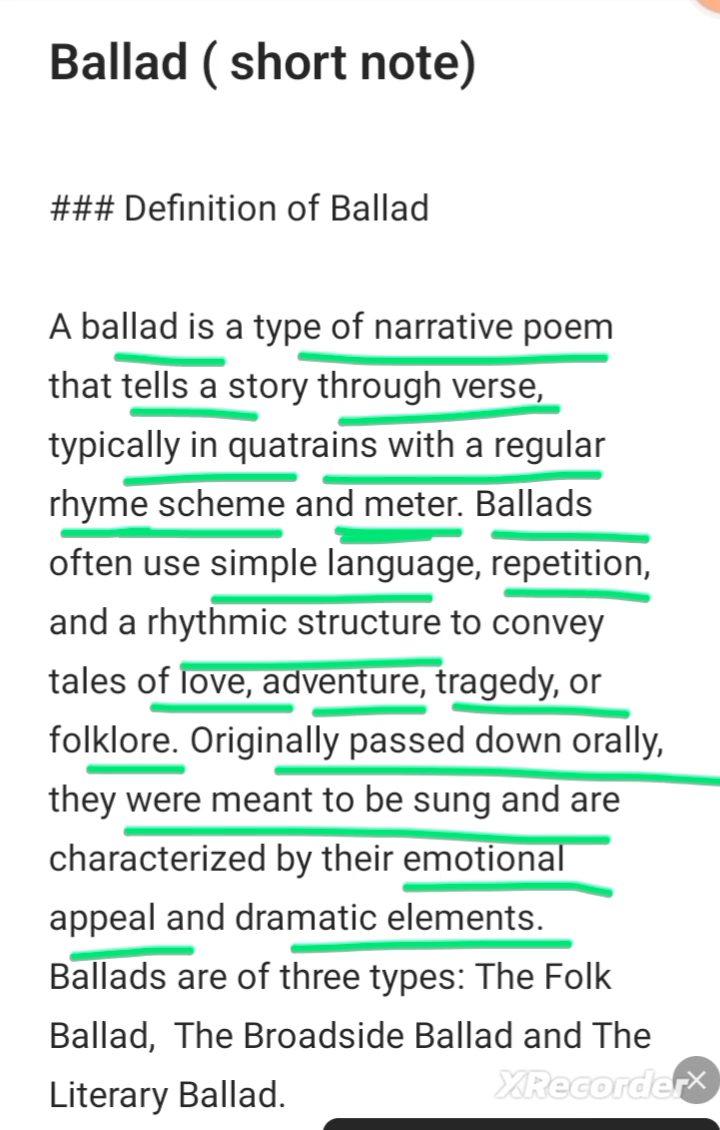 Ballad ( short note)
### Definition of Ballad
A ballad is a type of narrative poem
that tells a story through verse,
typically in quatrains with a regular
rhyme scheme and meter. Ballads
often use simple language, repetition,
and a rhythmic structure to convey
tales of love, adventure, tragedy, or
folklore. Originally passed down orally,
they were meant to be sung and are
characterized by their emotional
appeal and dramatic elements.
Ballads are of three types: The Folk
Ballad,  The Broadside Ballad and The
Literary Ballad.
XRecorder